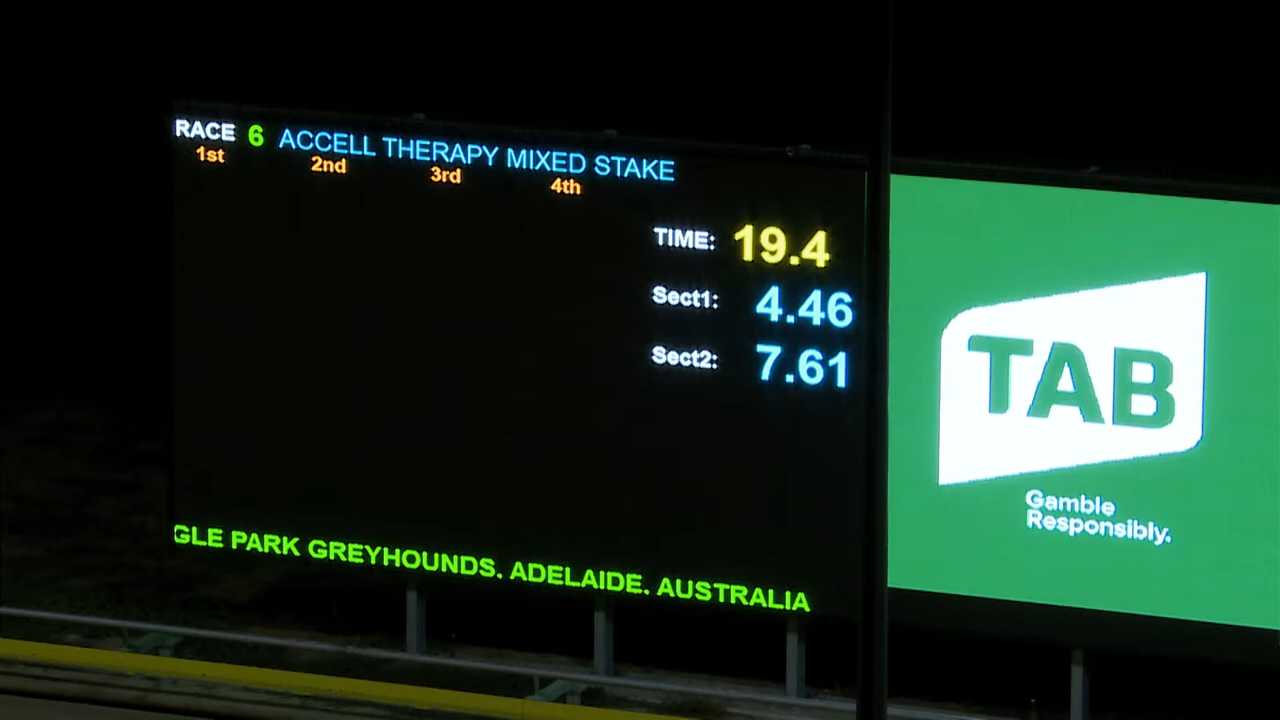 RACE 6 ACCELL THERAPY MIXED STAKE
1st 2nd 3rd 4th
TIME: 19.4
Sect1: 4.46
Sect2: 7.61
GLE PARK GREYHOUNDS. ADELAIDE. AUSTRALIA
TAB
Gamble
Responsibly.